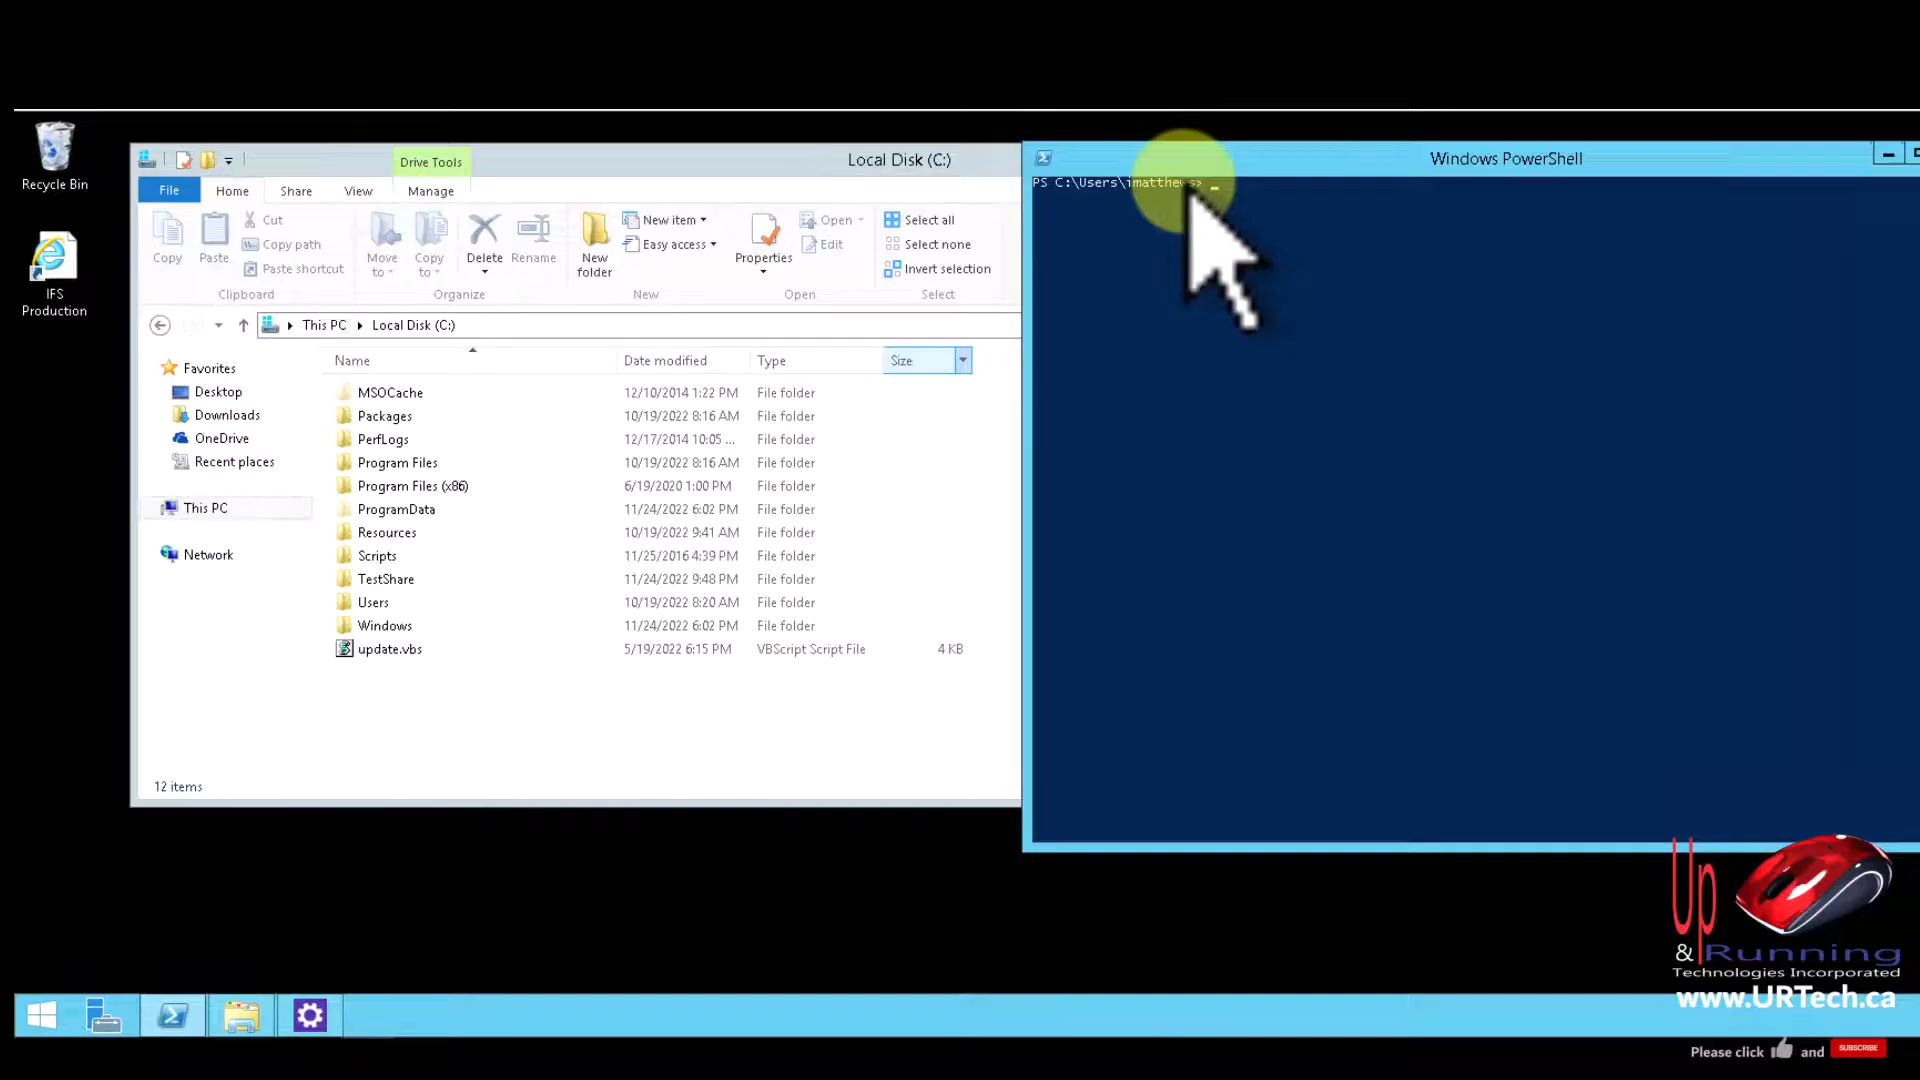 Recycle Bin
IFS
Production
Drive Tools
Local Disk (C:)
File
Home
Share
View
Manage
Copy
Paste
Cut
Copy path
Paste shortcut
Clipboard
Move
to
Copy
to
Delete
Rename
Organize
New
folder
New item
Easy access
New
Properties
Open
Edit
Open
Select all
Select none
Invert selection
Select
This PC
Local Disk (C:)
Favorites
Desktop
Downloads
OneDrive
Recent places
This PC
Network
Name Date modified Type Size
MSOCache 12/10/2014 1:22 PM File folder
Packages 10/19/2022 8:16 AM File folder
PerfLogs 12/17/2014 10:05 ... File folder
Program Files 10/19/2022 8:16 AM File folder
Program Files (x86) 6/19/2020 1:00 PM File folder
ProgramData 11/24/2022 6:02 PM File folder
Resources 10/19/2022 9:41 AM File folder
Scripts 11/25/2016 4:39 PM File folder
TestShare 11/24/2022 9:48 PM File folder
Users 10/19/2022 8:20 AM File folder
Windows 11/24/2022 6:02 PM File folder
update.vbs 5/19/2022 6:15 PM VBScript Script File 4 KB
12 items
Windows PowerShell
PS C:\Users\imatthews> _
Up
& Running
Technologies Incorporated
www.URTech.ca
Please click and SUBSCRIBE